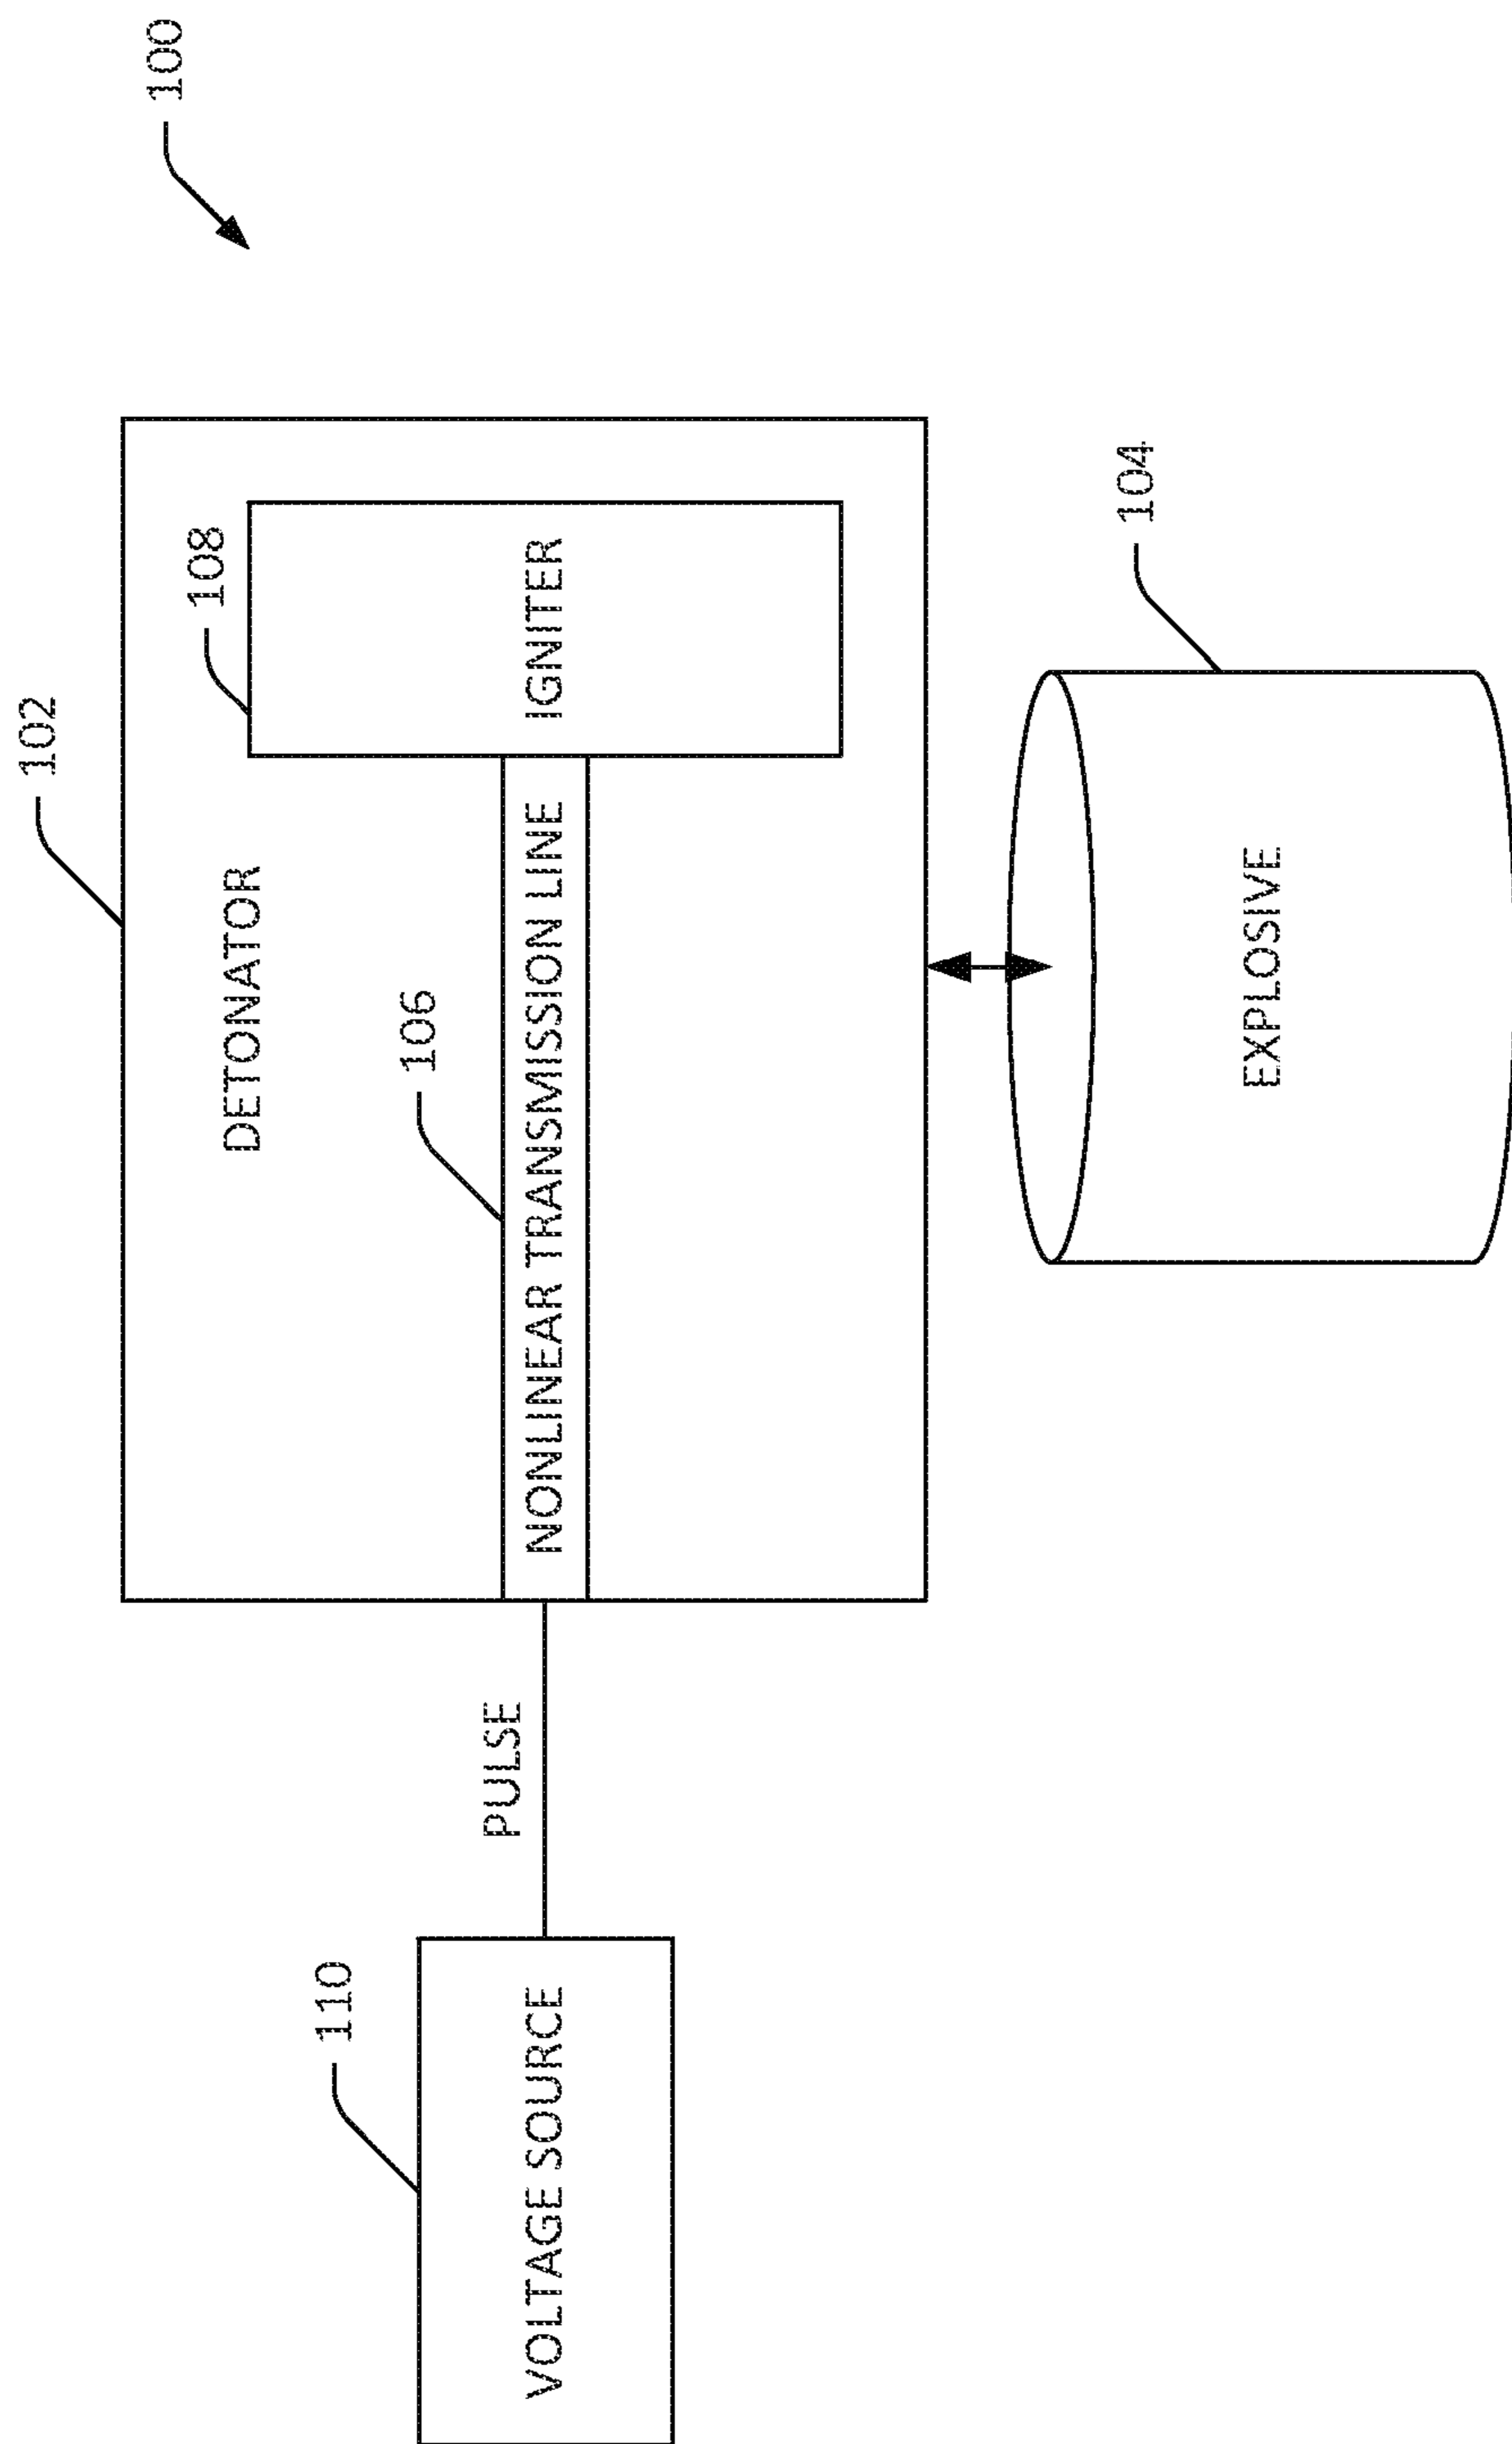 100
102
DETONATOR
108
IGNITER
106
NONLINEAR TRANSMISSION LINE
110
VOLTAGE SOURCE
PULSE
104
EXPLOSIVE